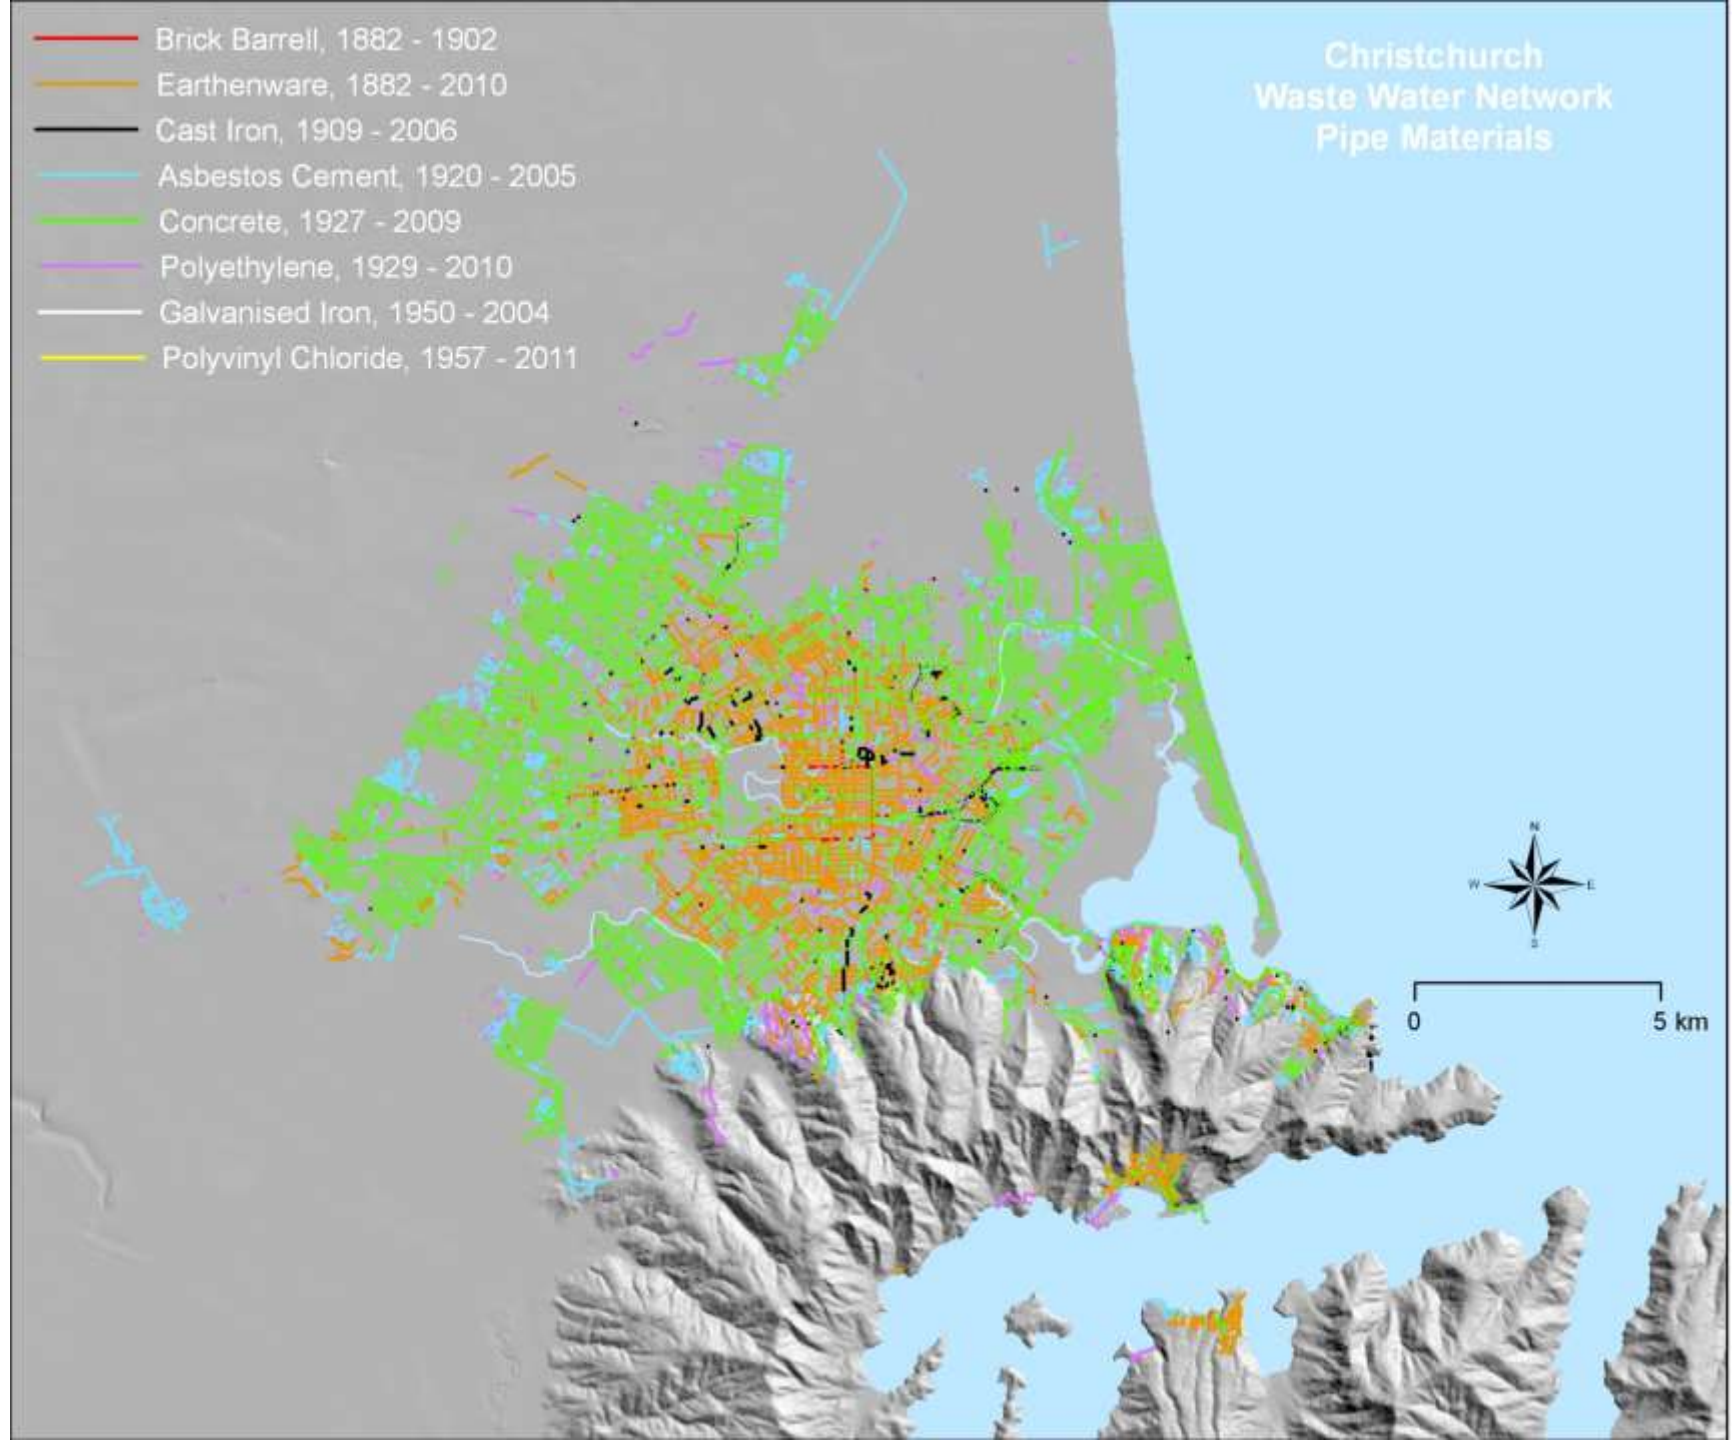 Brick Barrell, 1882 - 1902
Earthenware, 1882 - 2010
Cast Iron, 1909 - 2006
Asbestos Cement, 1920 - 2005
Concrete, 1927 - 2009
Polyethylene, 1929 - 2010
Galvanised Iron, 1950 - 2004
Polyvinyl Chloride, 1957 - 2011
Christchurch
Waste Water Network
Pipe Materials
N
W E
S
0 5 km